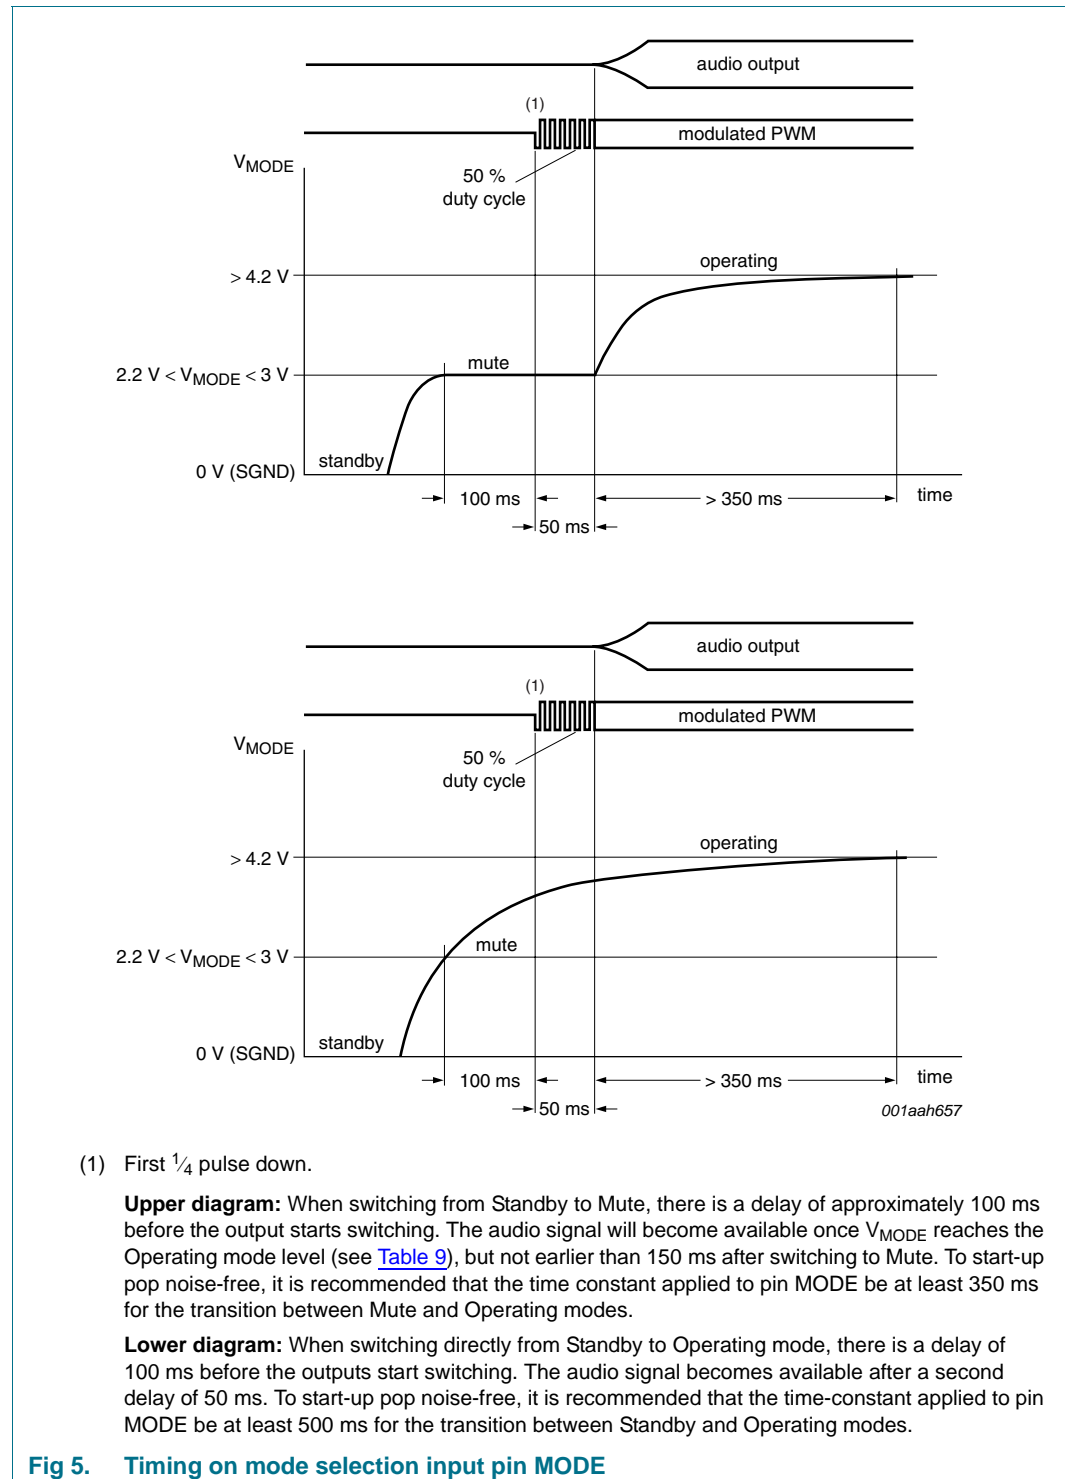 audio output
(1)
modulated PWM
VMODE
50 %
duty cycle
operating
> 4.2 V
mute
2.2 V < VMODE < 3 V
standby
0 V (SGND)
100 ms
> 350 ms
time
50 ms
audio output
(1)
modulated PWM
VMODE
50 %
duty cycle
operating
> 4.2 V
mute
2.2 V < VMODE < 3 V
standby
0 V (SGND)
100 ms
> 350 ms
time
50 ms
001aah657
(1) First 1⁄4 pulse down.
Upper diagram: When switching from Standby to Mute, there is a delay of approximately 100 ms
before the output starts switching. The audio signal will become available once VMODE reaches the
Operating mode level (see Table 9), but not earlier than 150 ms after switching to Mute. To start-up
pop noise-free, it is recommended that the time constant applied to pin MODE be at least 350 ms
for the transition between Mute and Operating modes.
Lower diagram: When switching directly from Standby to Operating mode, there is a delay of
100 ms before the outputs start switching. The audio signal becomes available after a second
delay of 50 ms. To start-up pop noise-free, it is recommended that the time-constant applied to pin
MODE be at least 500 ms for the transition between Standby and Operating modes.
Fig 5. Timing on mode selection input pin MODE